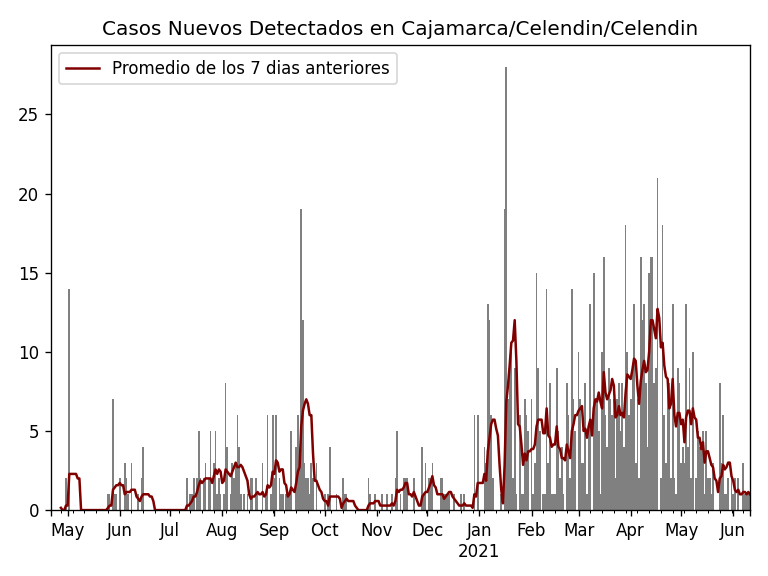 Casos Nuevos Detectados en Cajamarca/Celendin/Celendin
Promedio de los 7 dias anteriores
25
20
15
10
5
0
May Jun Jul Aug Sep Oct Nov Dec Jan Feb Mar Apr May Jun
2021